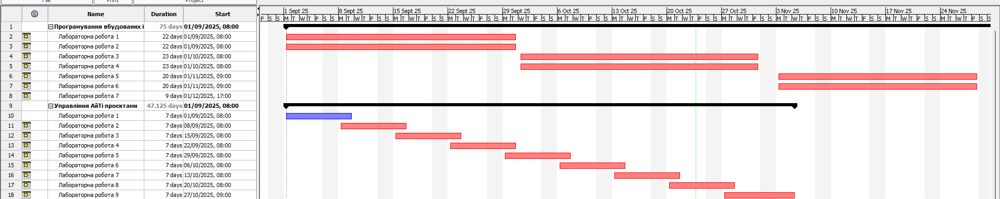 File Print Project
Name Duration Start
1 Sept 25 8 Sept 25 15 Sept 25 22 Sept 25 29 Sept 25 6 Oct 25 13 Oct 25 20 Oct 25 27 Oct 25 3 Nov 25 10 Nov 25 17 Nov 25 24 Nov 25
F S S M T W T F S S M T W T F S S M T W T F S S M T W T F S S M T W T F S S M T W T F S S M T W T F S S M T W T F S S M T W T F S S M T W T F S S M T W T F S S M T W T F S S M T W T F S S
1 Програмування вбудованих і 75 days 01/09/2025, 08:00
2 Лабораторна робота 1 22 days 01/09/2025, 08:00
3 Лабораторна робота 2 22 days 01/09/2025, 08:00
4 Лабораторна робота 3 23 days 01/10/2025, 08:00
5 Лабораторна робота 4 23 days 01/10/2025, 08:00
6 Лабораторна робота 5 20 days 01/11/2025, 09:00
7 Лабораторна робота 6 20 days 01/11/2025, 09:00
8 Лабораторна робота 7 9 days 01/12/2025, 17:00
9 Управління АйТі проєктами 47.125 days 01/09/2025, 08:00
10 Лабораторна робота 1 7 days 01/09/2025, 08:00
11 Лабораторна робота 2 7 days 08/09/2025, 08:00
12 Лабораторна робота 3 7 days 15/09/2025, 08:00
13 Лабораторна робота 4 7 days 22/09/2025, 08:00
14 Лабораторна робота 5 7 days 29/09/2025, 08:00
15 Лабораторна робота 6 7 days 06/10/2025, 08:00
16 Лабораторна робота 7 7 days 13/10/2025, 08:00
17 Лабораторна робота 8 7 days 20/10/2025, 08:00
18 Лабораторна робота 9 7 days 27/10/2025, 09:00